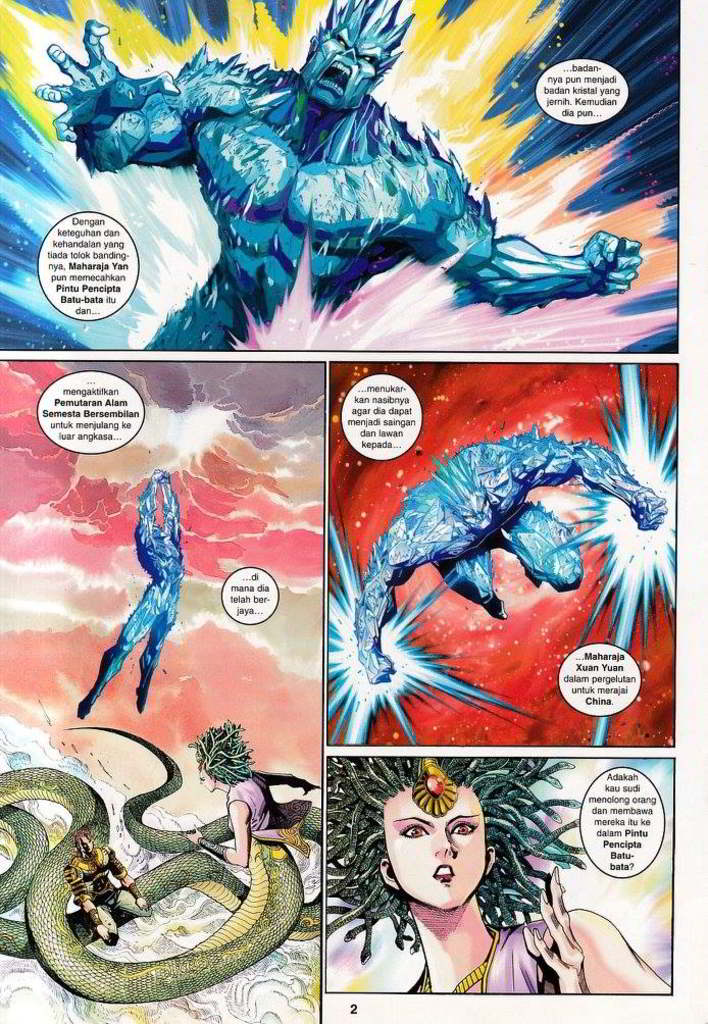 Dengan
keteguhan dan
kehandalan yang
tiada tolok banding-
nya, Maharaja Yan
pun memecahkan
Pintu Pencipta
Batu-bata itu
dan...
...badan-
nya pun menjadi
badan kristal yang
jernih. Kemudian
dia pun...
...
mengaktifkan
Pemutaran Alam
Semesta Bersembilan
untuk menjulang ke
luar angkasa...
...di
mana dia
telah ber-
jaya...
...menukar-
kan nasibnya
agar dia dapat
menjadi saingan
dan lawan
kepada...
...Maharaja
Xuan Yuan
dalam pergelutan
untuk merajai
China.
Adakah
kau sudi
menolong orang
dan membawa
mereka itu ke
dalam Pintu
Pencipta
Batu-
bata?
2